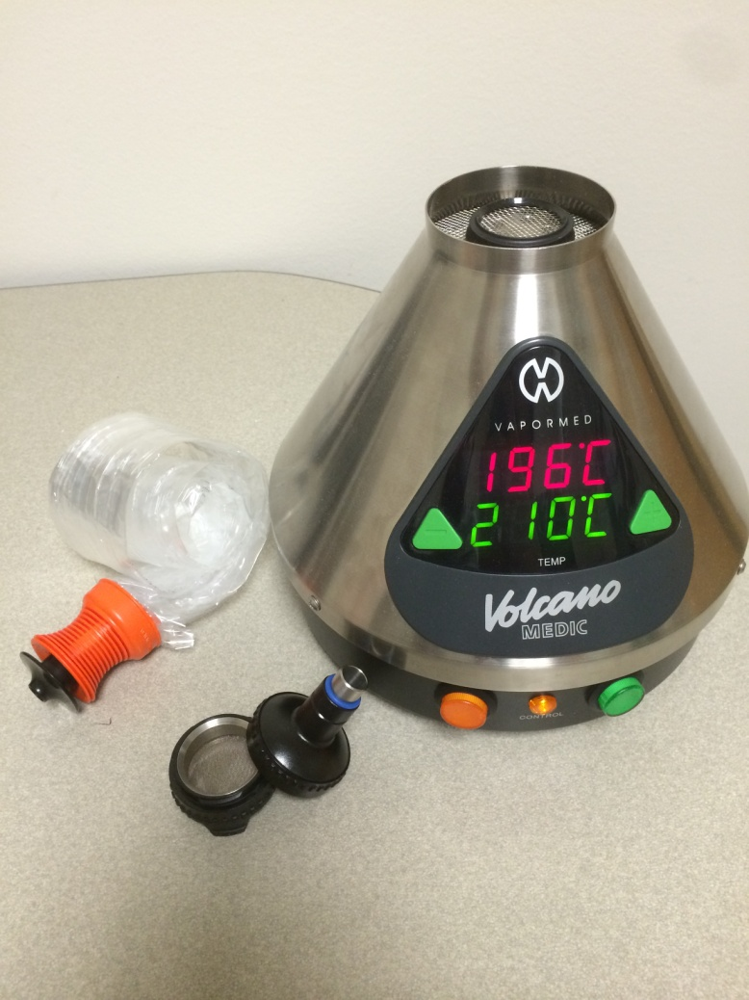 VAPORMED
196°C
210°C
TEMP
Volcano
MEDIC
CONTROL